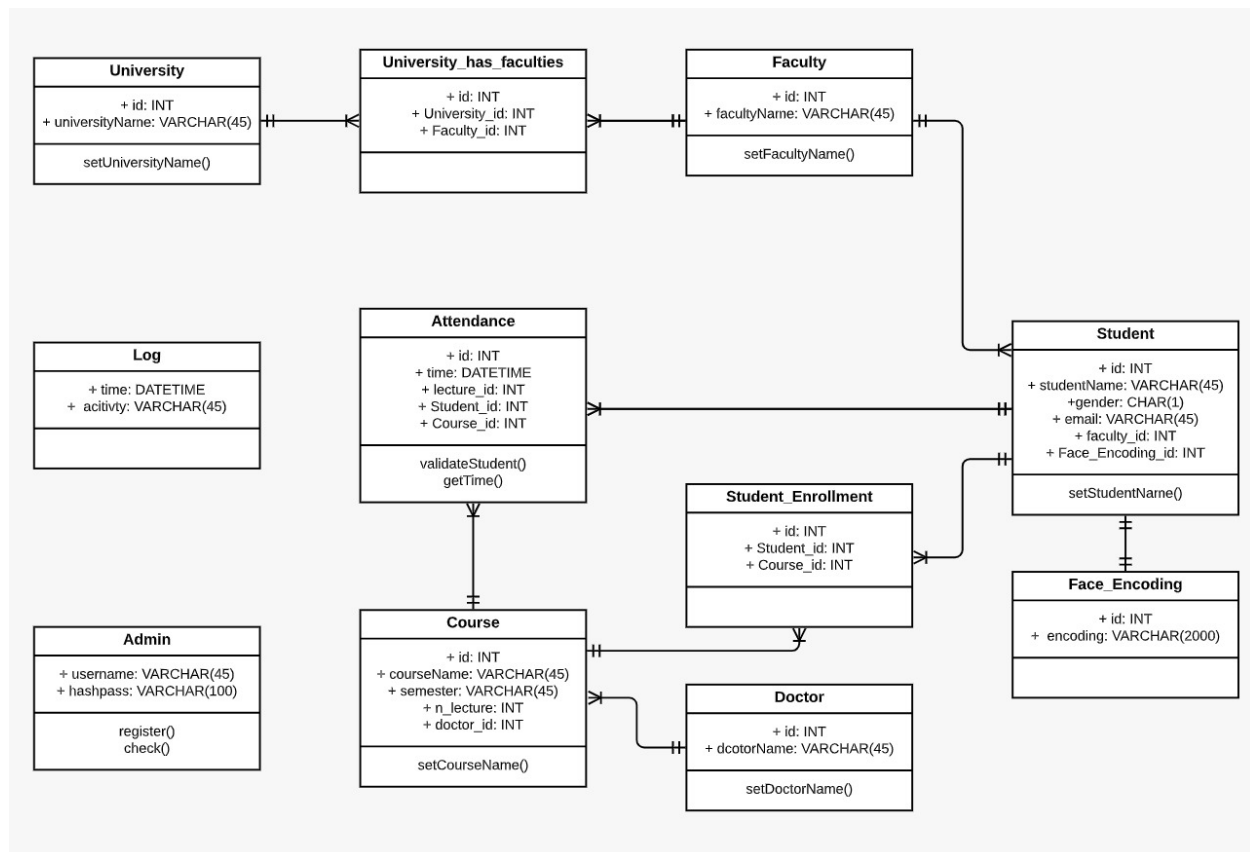 University
+ id: INT
+ universityName: VARCHAR(45)
setUniversityName()
University_has_faculties
+ id: INT
+ University_id: INT
+ Faculty_id: INT
Faculty
+ id: INT
+ facultyName: VARCHAR(45)
setFacultyName()
Log
+ time: DATETIME
+ acitivty: VARCHAR(45)
Attendance
+ id: INT
+ time: DATETIME
+ lecture_id: INT
+ Student_id: INT
+ Course_id: INT
validateStudent()
getTime()
Student
+ id: INT
+ studentName: VARCHAR(45)
+gender: CHAR(1)
+ email: VARCHAR(45)
+ faculty_id: INT
+ Face_Encoding_id: INT
setStudentName()
Student_Enrollment
+ id: INT
+ Student_id: INT
+ Course_id: INT
Face_Encoding
+ id: INT
+ encoding: VARCHAR(2000)
Admin
+ username: VARCHAR(45)
+ hashpass: VARCHAR(100)
register()
check()
Course
+ id: INT
+ courseName: VARCHAR(45)
+ semester: VARCHAR(45)
+ n_lecture: INT
+ doctor_id: INT
setCourseName()
Doctor
+ id: INT
+ dcotorName: VARCHAR(45)
setDoctorName()